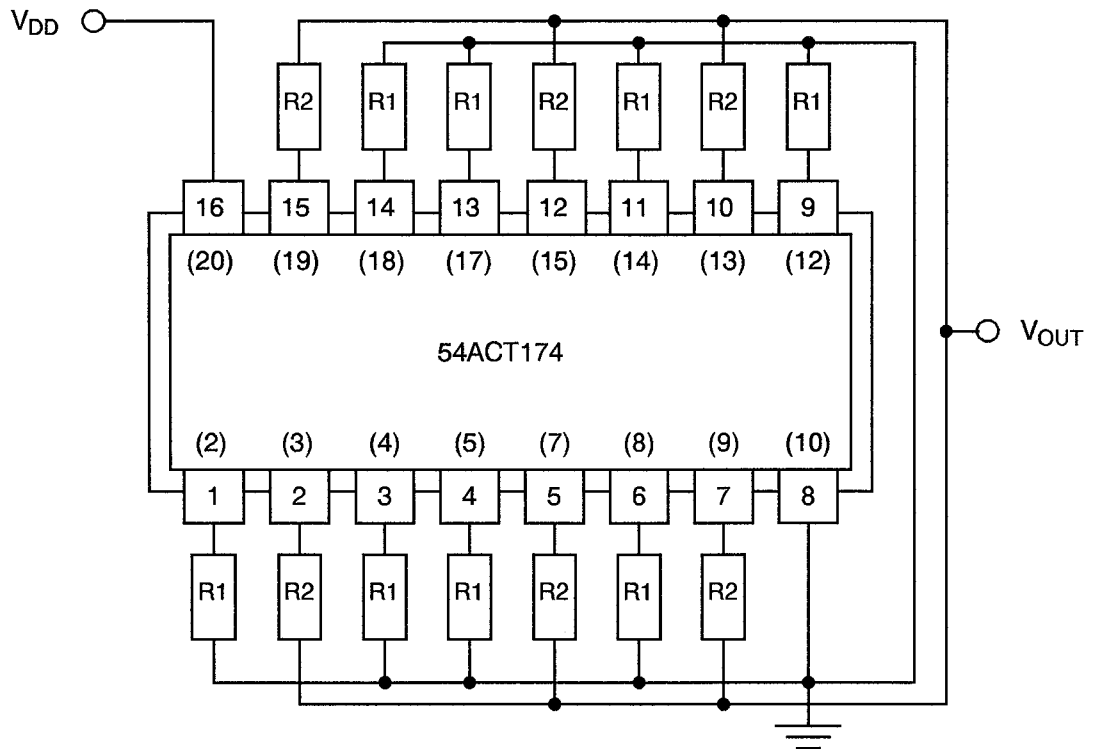 V_DD
R2 R1 R1 R2 R1 R2 R1
16 15 14 13 12 11 10 9
(20) (19) (18) (17) (15) (14) (13) (12)
V_OUT
54ACT174
(2) (3) (4) (5) (7) (8) (9) (10)
1 2 3 4 5 6 7 8
R1 R2 R1 R1 R2 R1 R2